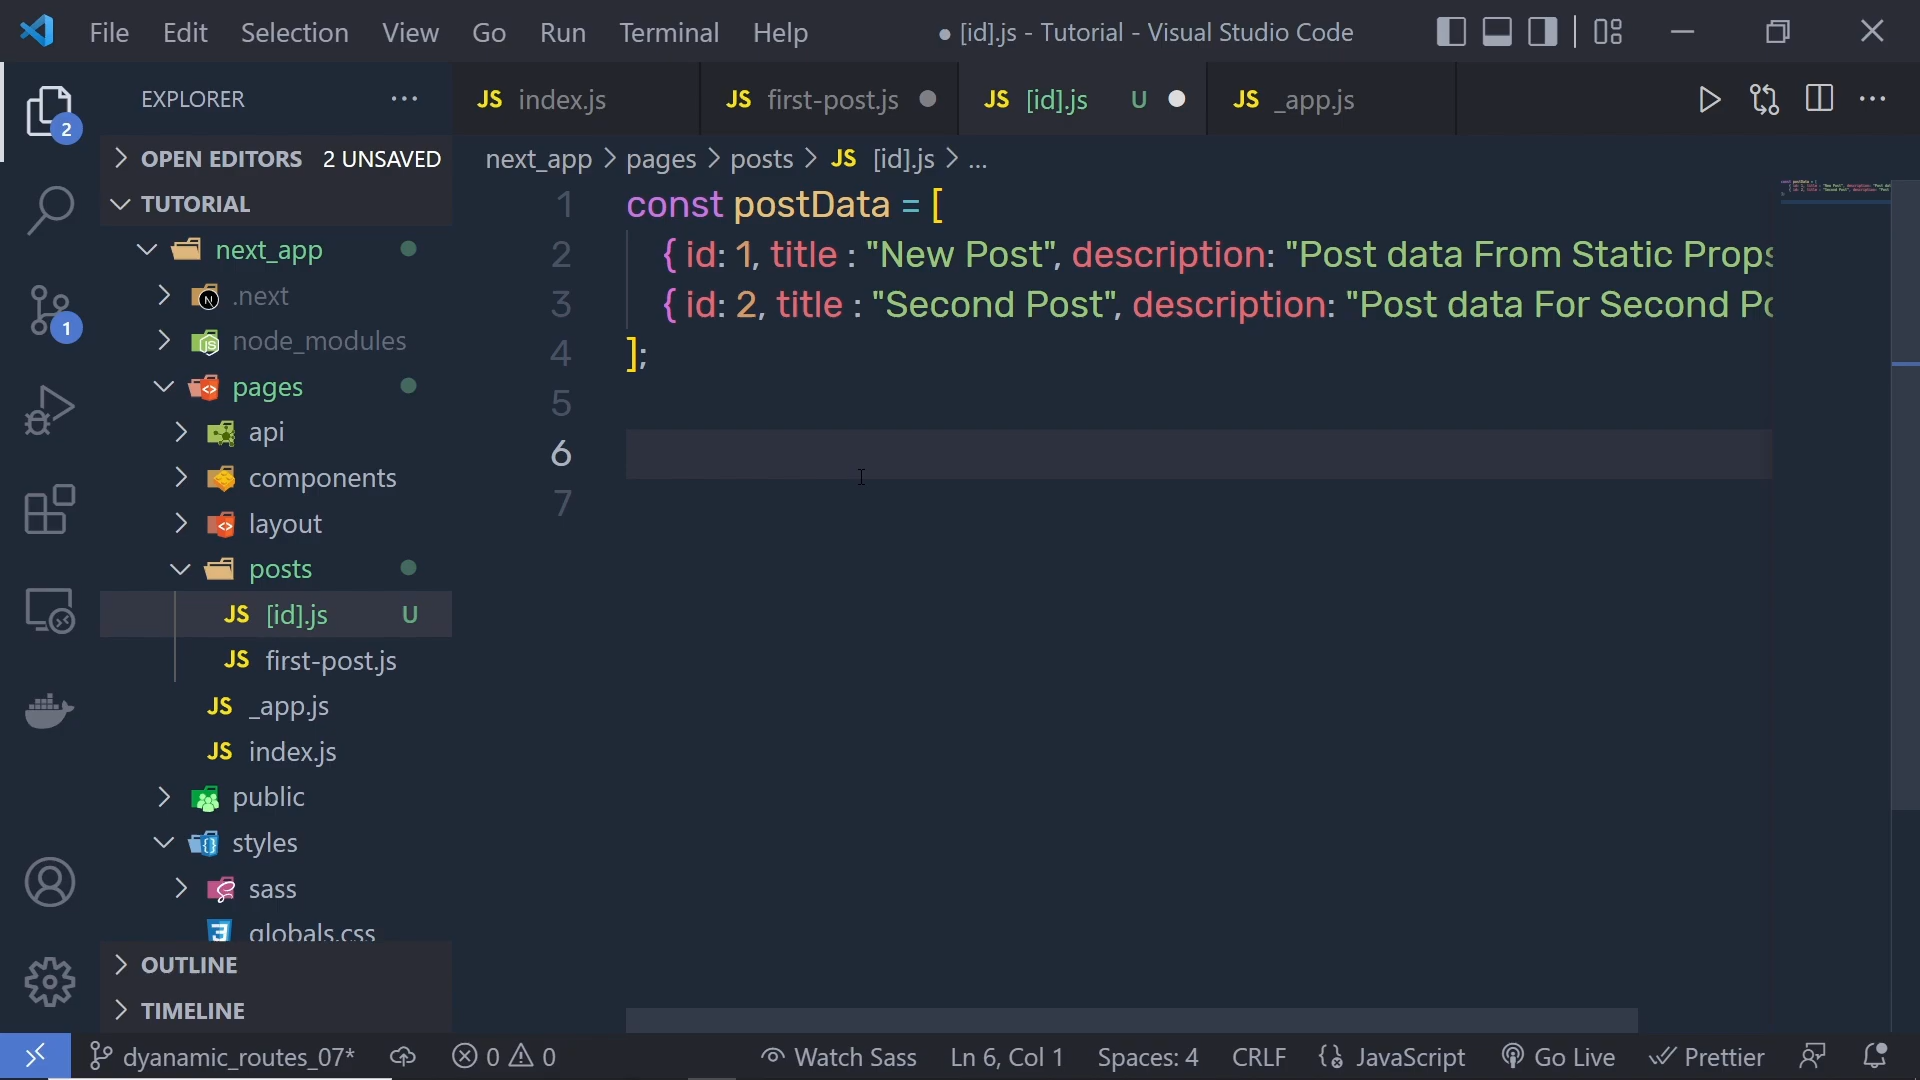 File Edit Selection View Go Run Terminal Help ● [id].js - Tutorial - Visual Studio Code
EXPLORER ...
JS index.js JS first-post.js JS [id].js U JS _app.js
2
OPEN EDITORS 2 UNSAVED
next_app > pages > posts > JS [id].js > ...
TUTORIAL
next_app
.next
node_modules
pages
api
components
layout
posts
JS [id].js U
JS first-post.js
JS _app.js
JS index.js
public
styles
sass
globals.css
OUTLINE
TIMELINE
1
1 const postData = [
2 { id: 1, title : "New Post", description: "Post data From Static Props
3 { id: 2, title : "Second Post", description: "Post data For Second Po
4 ];
5
6
7
dyanamic_routes_07* 0 0 Watch Sass Ln 6, Col 1 Spaces: 4 CRLF JavaScript Go Live Prettier